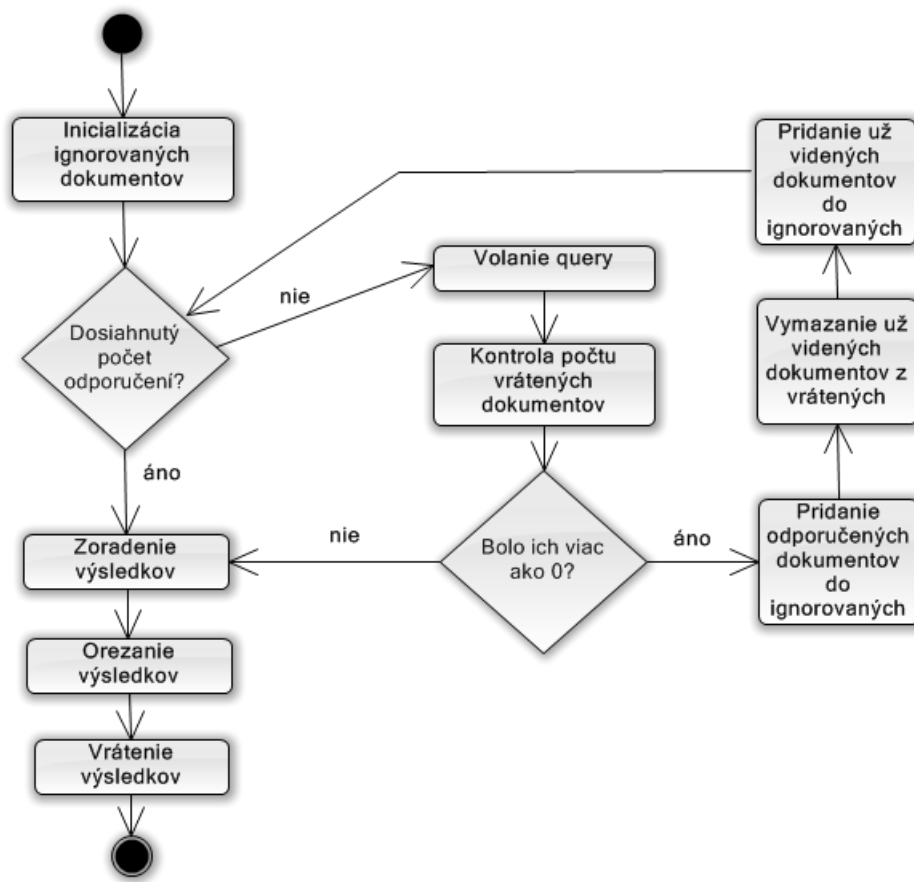 Inicializácia
ignorovaných
dokumentov
Dosiahnutý
počet
odporučení?
nie
áno
Volanie query
Kontrola počtu
vrátených
dokumentov
Bolo ich viac
ako 0?
nie
áno
Pridanie odporučených
dokumentov
do
ignorovaných
Vymazanie už
videných
dokumentov z
vrátených
Pridanie už
videných
dokumentov
do
ignorovaných
Zoradenie
výsledkov
Orezanie
výsledkov
Vrátenie
výsledkov